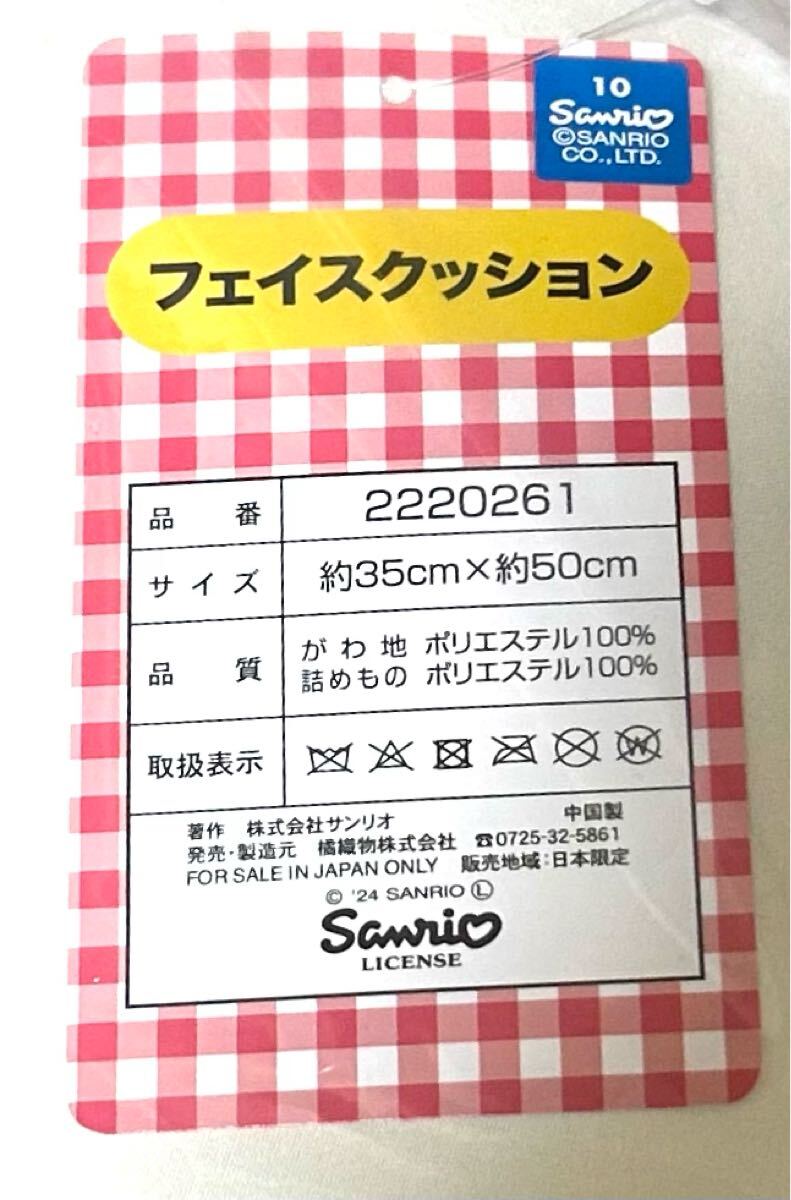 10
Sanrio
©SANRIO
CO.,LTD.
フェイスクッション
品番 2220261
サイズ 約35cm×約50cm
品質 がわ地 ポリエステル100%
詰めもの ポリエステル100%
取扱表示 W
著作 株式会社サンリオ 中国製
発売・製造元 橘織物株式会社 ☎0725-32-5861
FOR SALE IN JAPAN ONLY 販売地域:日本限定
© '24 SANRIO Ⓛ
Sanrio
LICENSE